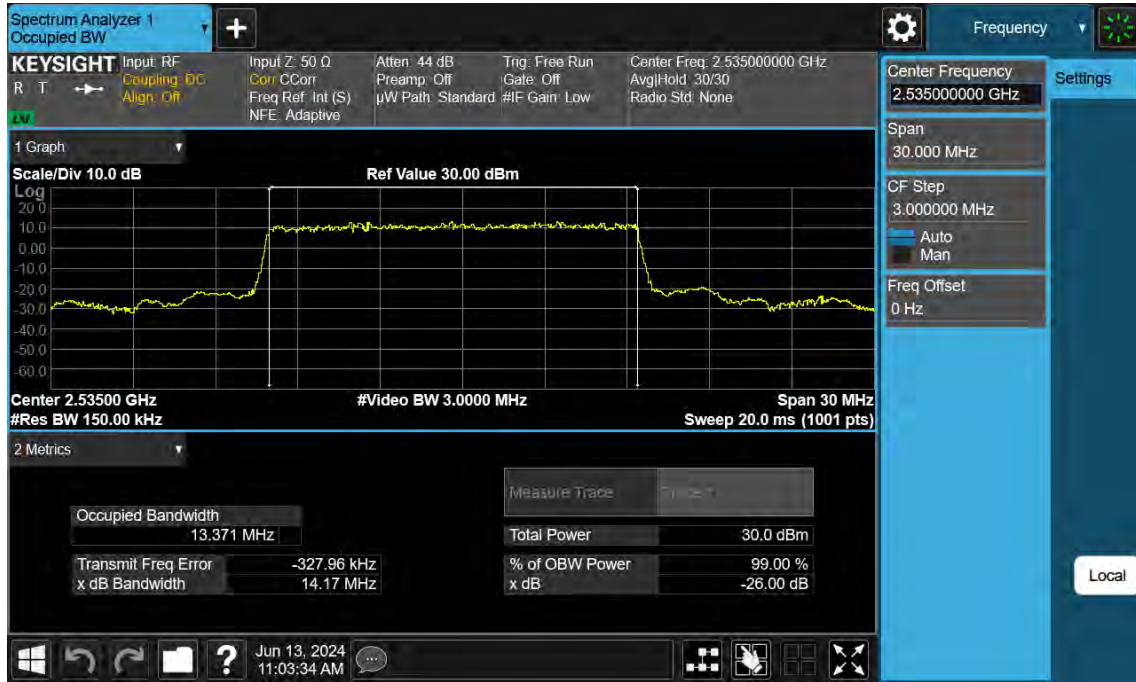 Spectrum Analyzer 1
Occupied BW
+
Frequency
KEYSIGHT
R T
Input: RF
Coupling: DC
Align: Off
Input Z: 50 Ω
Corr CCorr
Freq Ref: Int (S)
NFE: Adaptive
Atten: 44 dB
Preamp: Off
µW Path: Standard
Trig: Free Run
Gate: Off
#IF Gain: Low
Center Freq: 2.535000000 GHz
Avg|Hold: 30/30
Radio Std: None
1 Graph
Scale/Div 10.0 dB
Ref Value 30.00 dBm
Log
20.0
10.0
0.00
-10.0
-20.0
-30.0
-40.0
-50.0
-60.0
Center 2.53500 GHz
#Video BW 3.0000 MHz
Span 30 MHz
#Res BW 150.00 kHz
Sweep 20.0 ms (1001 pts)
2 Metrics
Measure Trace
Occupied Bandwidth
13.371 MHz
Total Power 30.0 dBm
Transmit Freq Error -327.96 kHz
% of OBW Power 99.00 %
x dB Bandwidth 14.17 MHz
x dB -26.00 dB
Center Frequency
2.535000000 GHz
Settings
Span
30.000 MHz
CF Step
3.000000 MHz
Auto
Man
Freq Offset
0 Hz
Local
?
Jun 13, 2024
11:03:34 AM